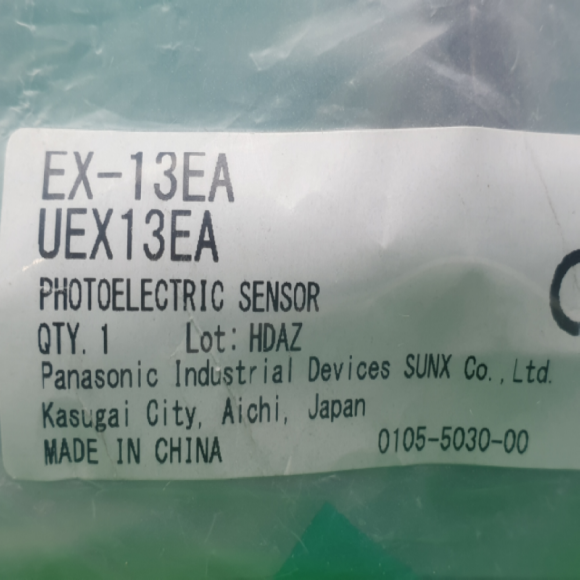 EX-13EA
UEX13EA
PHOTOELECTRIC SENSOR
QTY. 1 Lot: HDAZ
Panasonic Industrial Devices SUNX Co., Ltd.
Kasugai City, Aichi, Japan
MADE IN CHINA 0105-5030-00